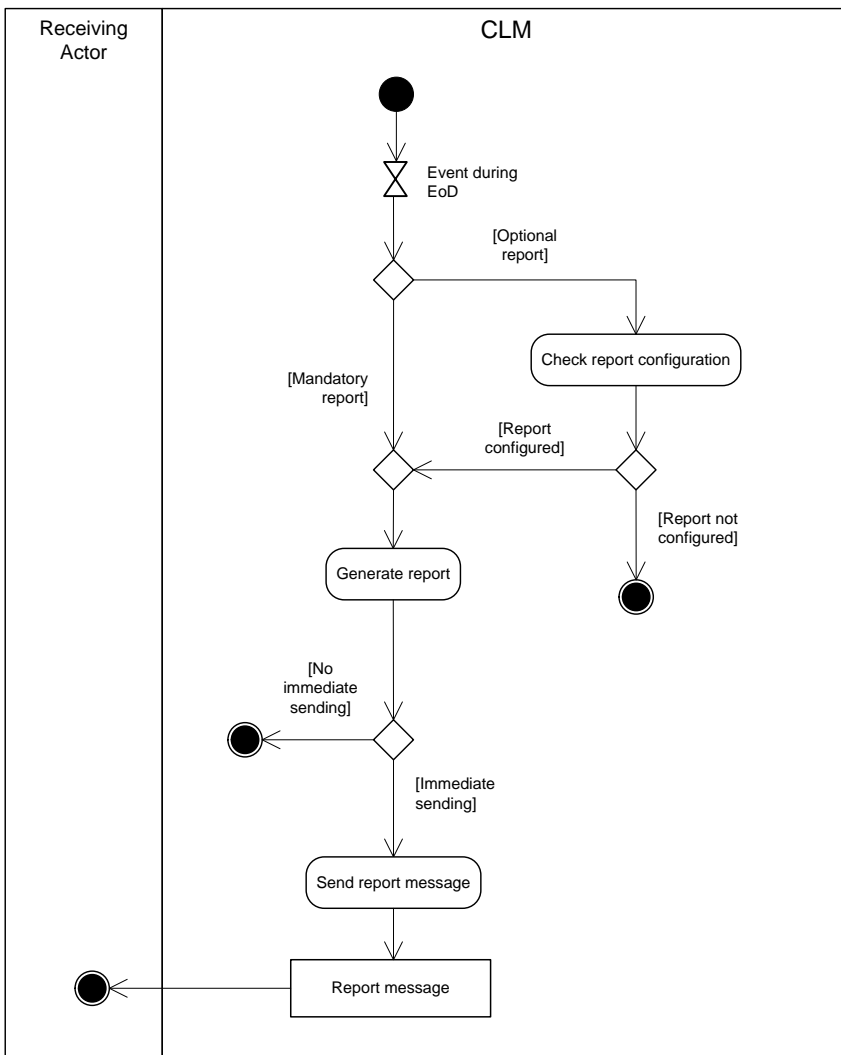 Receiving
Actor
CLM
Event during
EoD
[Optional
report]
Check report configuration
[Mandatory
report]
[Report
configured]
[Report not
configured]
Generate report
[No
immediate
sending]
[Immediate
sending]
Send report message
Report message